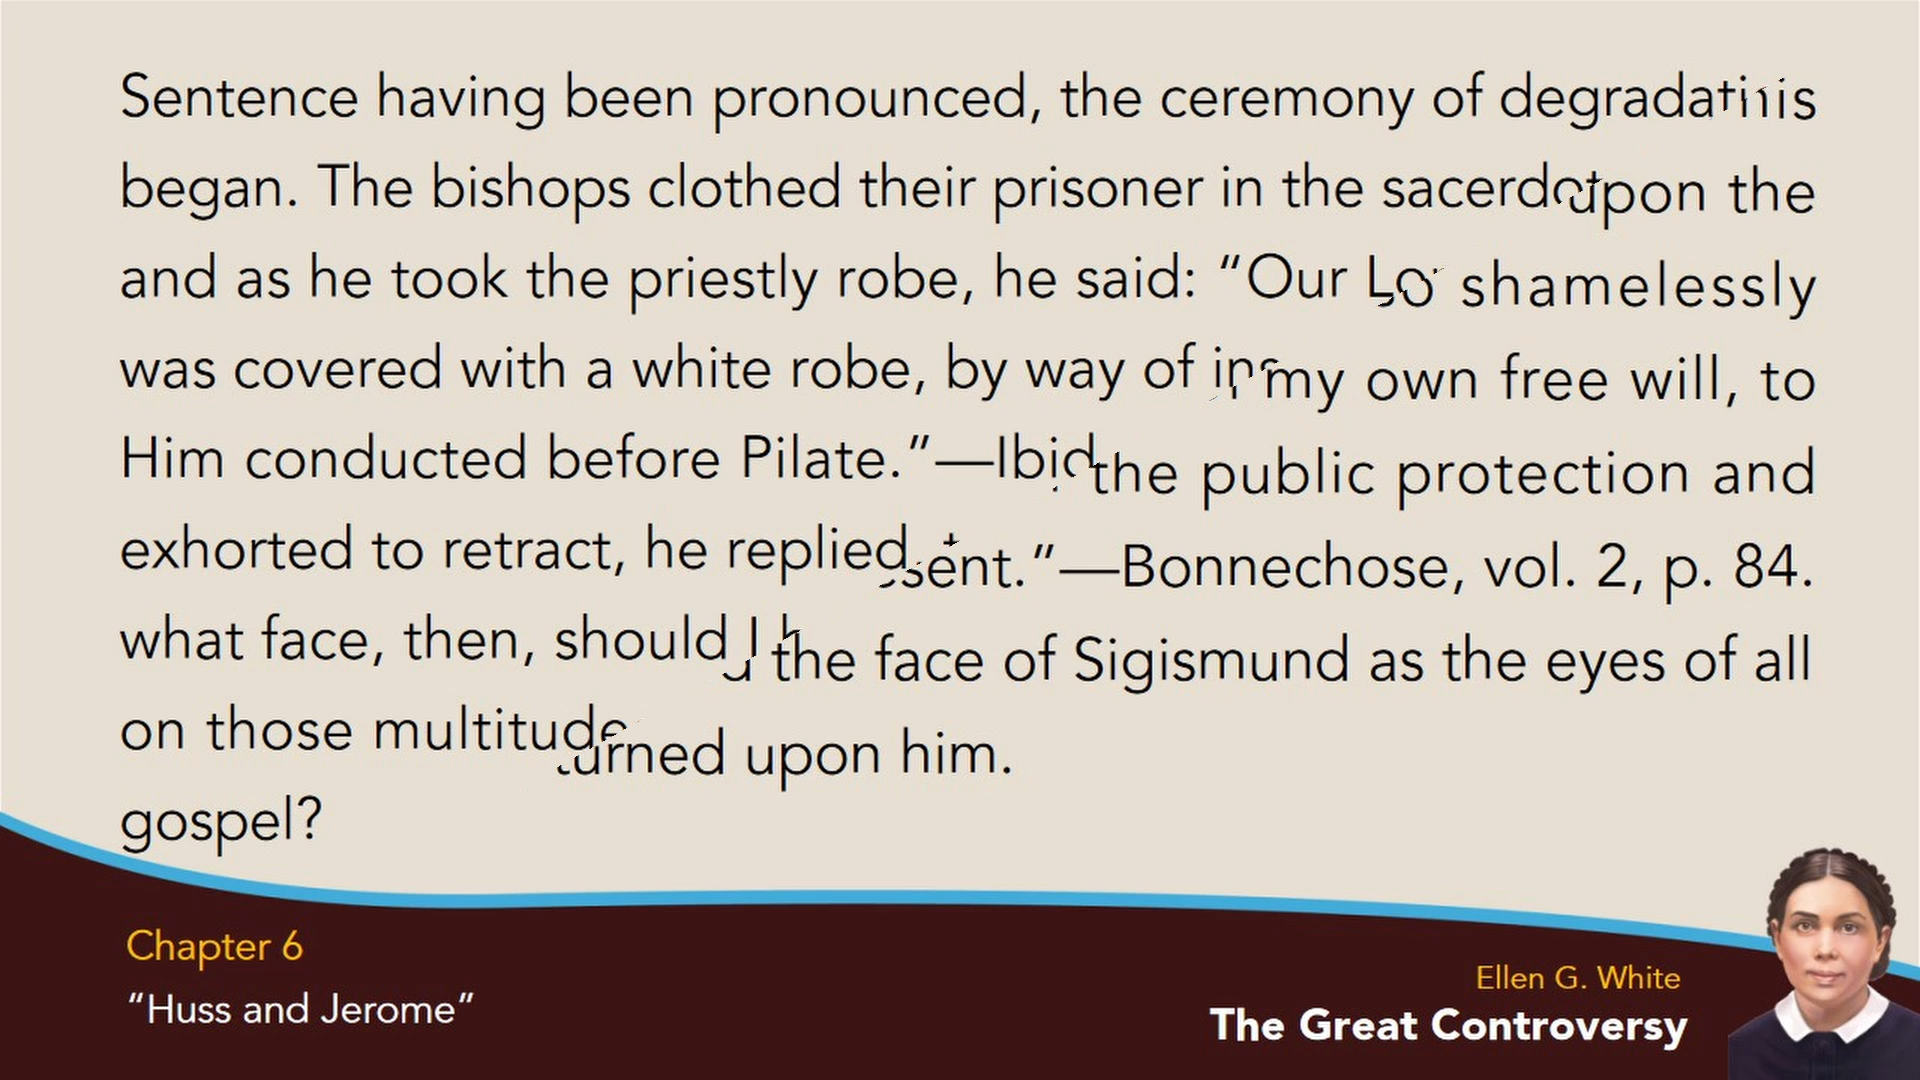 Sentence having been pronounced, the ceremony of
began. The bishops clothed their prisoner in the upon the
and as he took the priestly robe, he said: “Our shamelessly
was covered with a white robe, by way of my own free will, to
Him conducted before Pilate.”—Ibid the public protection and
exhorted to retract, he replied sent.”—Bonnechose, vol. 2, p. 84.
what face, then, should I the face of Sigismund as the eyes of all
on those upon him.
gospel?
Chapter 6
“Huss and Jerome”
Ellen G. White
The Great Controversy